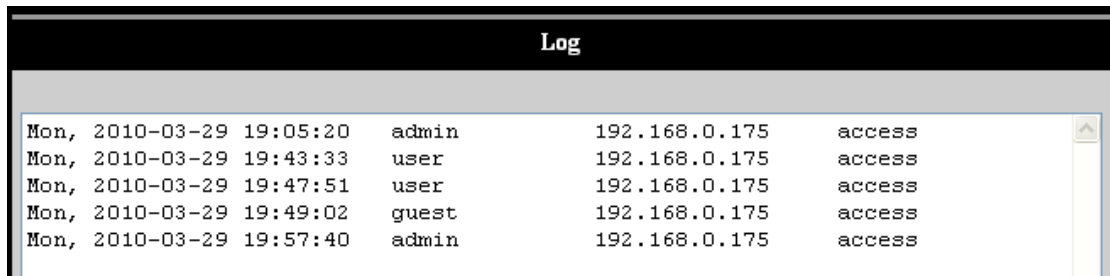 Log
Mon, 2010-03-29 19:05:20 admin 192.168.0.175 access
Mon, 2010-03-29 19:43:33 user 192.168.0.175 access
Mon, 2010-03-29 19:47:51 user 192.168.0.175 access
Mon, 2010-03-29 19:49:02 guest 192.168.0.175 access
Mon, 2010-03-29 19:57:40 admin 192.168.0.175 access